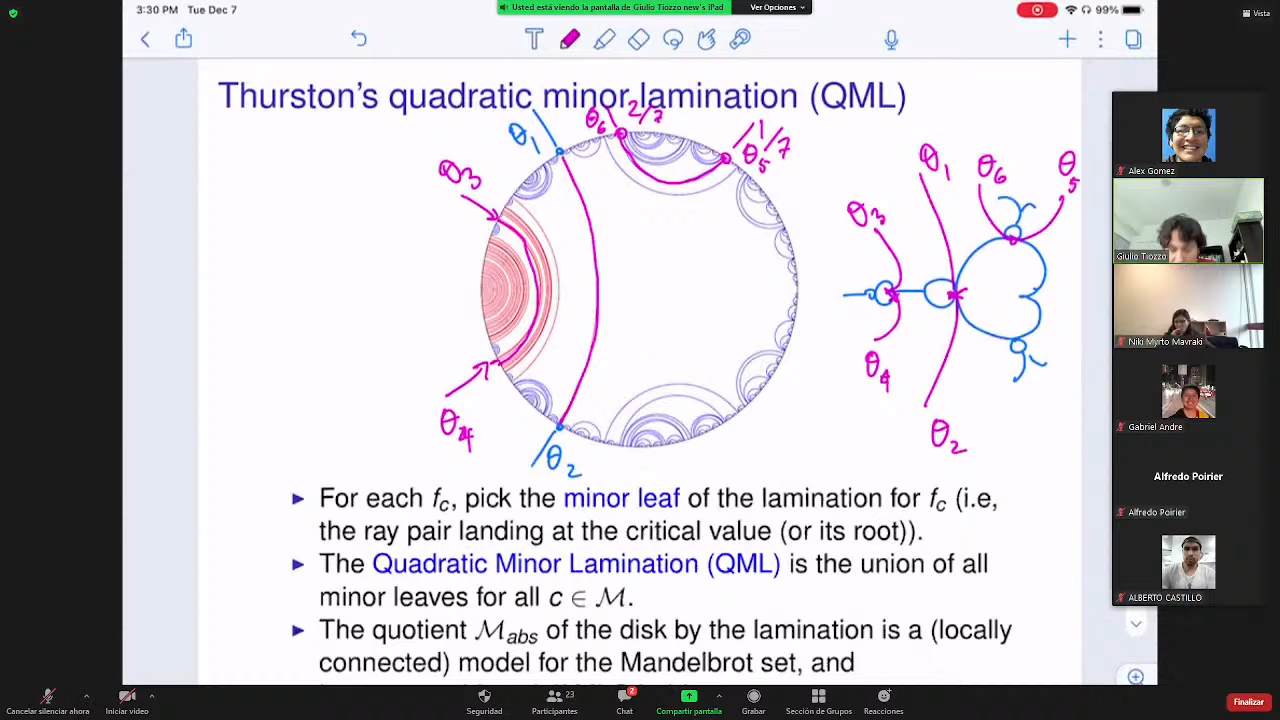 3:30 PM Tue Dec 7
Usted está viendo la pantalla de Giulio Tiozzo new's iPad
Ver Opciones
99%
Vista
Thurston's quadratic minor lamination (QML)
θ1
θ6
2/7
1/7
θ5
θ3
θ4
θ2
θ1
θ6
θ5
θ3
θ4
θ2
For each fc, pick the minor leaf of the lamination for fc (i.e,
the ray pair landing at the critical value (or its root)).
The Quadratic Minor Lamination (QML) is the union of all
minor leaves for all c ∈ M.
The quotient Mabs of the disk by the lamination is a (locally
connected) model for the Mandelbrot set, and
Alex Gomez
Giulio Tiozzo
Niki Myrto Mavraki
Gabriel Andre
Alfredo Poirier
Alfredo Poirier
ALBERTO CASTILLO
Cancelar silenciar ahora
Iniciar video
Seguridad
23
Participantes
2
Chat
Compartir pantalla
Grabar
Sección de Grupos
Reacciones
Finalizar